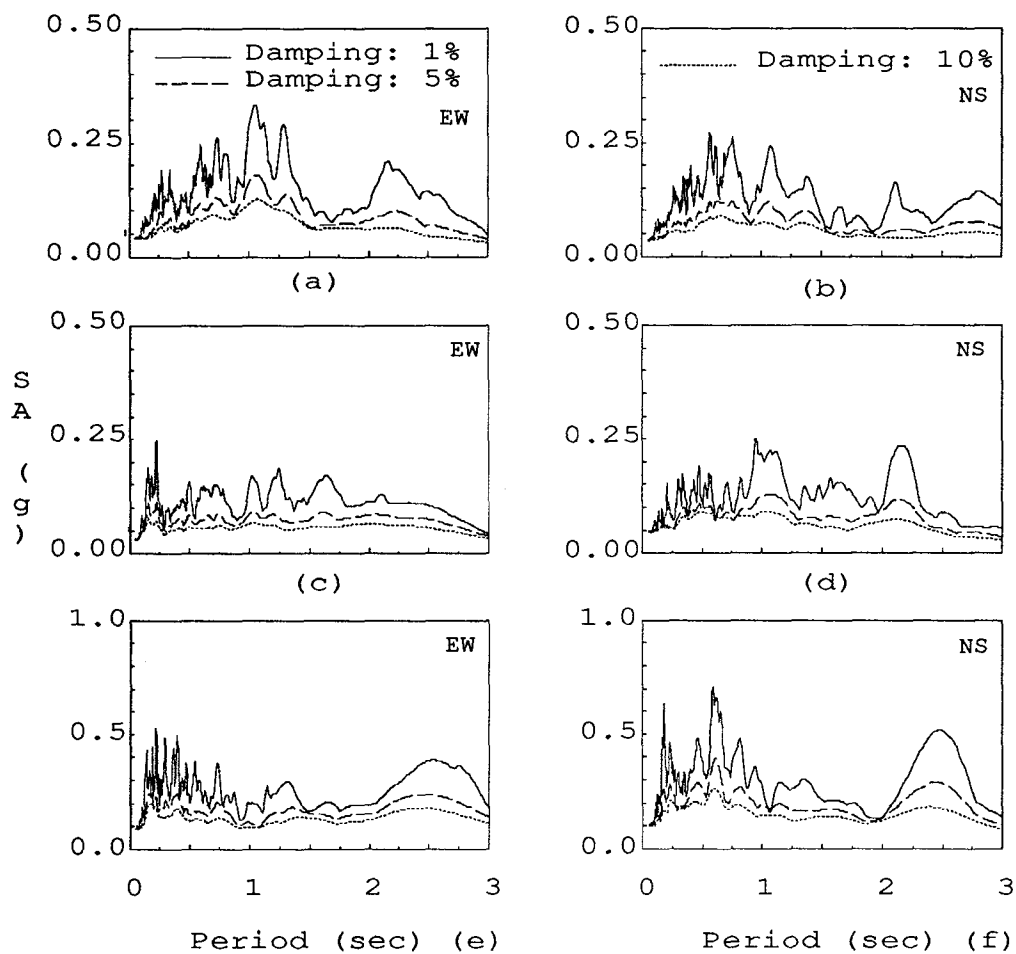 0.50
Damping: 1%
Damping: 5%
EW
0.25
0.00
(a)
0.50
Damping: 10%
NS
0.25
0.00
(b)
SA (g)
0.50
EW
0.25
0.00
(c)
0.50
NS
0.25
0.00
(d)
1.0
EW
0.5
0.0
0 1 2 3
Period (sec) (e)
1.0
NS
0.5
0.0
0 1 2 3
Period (sec) (f)